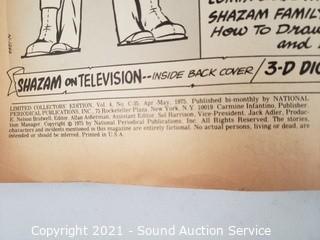 SHAZAM FAMILY
HOW TO DRAW
and
SHAZAM ON TELEVISION--INSIDE BACK COVER
3-D DIO
LIMITED COLLECTORS' EDITION, Vol. 4, No. C-35, Apr.-May, 1975. Published bi-monthly by NATIONAL
PERIODICAL PUBLICATIONS, INC., 75 Rockefeller Plaza, New York, N.Y. 10019. Carmine Infantino, Publisher.
E. Nelson Bridwell, Editor. Allan Asherman, Assistant Editor. Sol Harrison, Vice-President. Jack Adler, Produc-
tion Manager. Copyright © 1975 by National Periodical Publications, Inc. All Rights Reserved. The stories,
characters and incidents mentioned in this magazine are entirely fictional. No actual persons, living or dead, are
intended or should be inferred. Printed in U.S.A.
Copyright 2021 - Sound Auction Service